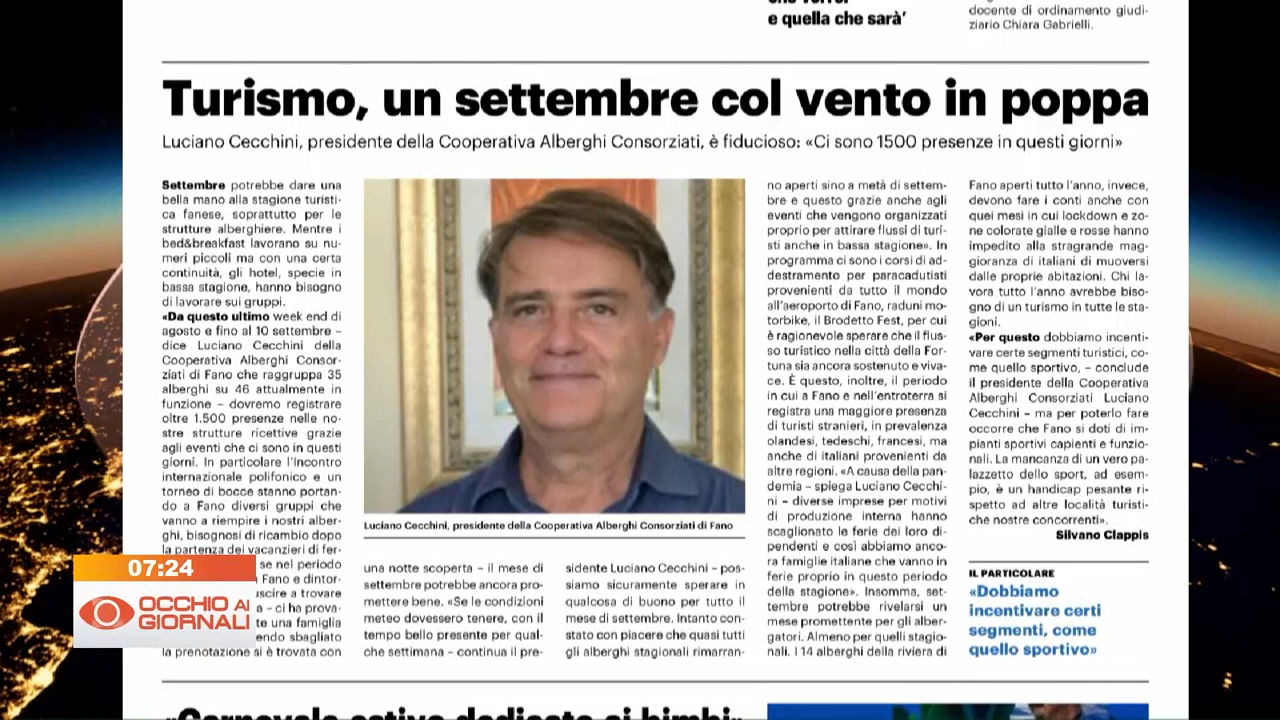 che vorrei
e quella che sarà'
docente di ordinamento giudi-
ziario Chiara Gabrielli.
Turismo, un settembre col vento in poppa
Luciano Cecchini, presidente della Cooperativa Alberghi Consorziati, è fiducioso: «Ci sono 1500 presenze in questi giorni»
Settembre potrebbe dare una
bella mano alla stagione turisti-
ca fanese, soprattutto per le
strutture alberghiere. Mentre i
bed&breakfast lavorano su nu-
meri piccoli ma con una certa
continuità, gli hotel, specie in
bassa stagione, hanno bisogno
di lavorare sui gruppi.
«Da questo ultimo week end di
agosto e fino al 10 settembre –
dice Luciano Cecchini della
Cooperativa Alberghi Consor-
ziati di Fano che raggruppa 35
alberghi su 46 attualmente in
funzione – dovremo registrare
oltre 1.500 presenze nelle no-
stre strutture ricettive grazie
agli eventi che ci sono in questi
giorni. In particolare l'Incontro
internazionale polifonico e un
torneo di bocce stanno portan-
do a Fano diversi gruppi che
vanno a riempire i nostri alber-
ghi, bisognosi di ricambio dopo
la partenza dei vacanzieri di fer-
se nel periodo
Fano e dintor-
uscire a trovare
a – ci ha prova-
te una famiglia
endo sbagliato
la prenotazione si è trovata con
Luciano Cecchini, presidente della Cooperativa Alberghi Consorziati di Fano
una notte scoperta – il mese di
settembre potrebbe ancora pro-
mettere bene. «Se le condizioni
meteo dovessero tenere, con il
tempo bello presente per qual-
che settimana – continua il pre-
sidente Luciano Cecchini – pos-
siamo sicuramente sperare in
qualcosa di buono per tutto il
mese di settembre. Intanto con-
stato con piacere che quasi tutti
gli alberghi stagionali rimarran-
no aperti sino a metà di settem-
bre e questo grazie anche agli
eventi che vengono organizzati
proprio per attirare flussi di turi-
sti anche in bassa stagione». In
programma ci sono i corsi di ad-
destramento per paracadutisti
provenienti da tutto il mondo
all'aeroporto di Fano, raduni mo-
torbike, il Brodetto Fest, per cui
è ragionevole sperare che il flus-
so turistico nella città della For-
tuna sia ancora sostenuto e viva-
ce. È questo, inoltre, il periodo
in cui a Fano e nell'entroterra si
registra una maggiore presenza
di turisti stranieri, in prevalenza
olandesi, tedeschi, francesi, ma
anche di italiani provenienti da
altre regioni. «A causa della pan-
demia – spiega Luciano Cecchi-
ni – diverse imprese per motivi
di produzione interna hanno
scaglionato le ferie dei loro di-
pendenti e così abbiamo anco-
ra famiglie italiane che vanno in
ferie proprio in questo periodo
della stagione». Insomma, set-
tembre potrebbe rivelarsi un
mese promettente per gli alber-
gatori. Almeno per quelli stagio-
nali. I 14 alberghi della riviera di
Fano aperti tutto l'anno, invece,
devono fare i conti anche con
quei mesi in cui lockdown e zo-
ne colorate gialle e rosse hanno
impedito alla stragrande mag-
gioranza di italiani di muoversi
dalle proprie abitazioni. Chi la-
vora tutto l'anno avrebbe biso-
gno di un turismo in tutte le sta-
gioni.
«Per questo dobbiamo incenti-
vare certe segmenti turistici, co-
me quello sportivo, – conclude
il presidente della Cooperativa
Alberghi Consorziati Luciano
Cecchini – ma per poterlo fare
occorre che Fano si doti di im-
pianti sportivi capienti e funzio-
nali. La mancanza di un vero pa-
lazzetto dello sport, ad esem-
pio, è un handicap pesante ri-
spetto ad altre località turisti-
che nostre concorrenti».
Silvano Clappis
IL PARTICOLARE
«Dobbiamo
incentivare certi
segmenti, come
quello sportivo»
07:24
OCCHIO AI
GIORNALI
«Carnevale estivo dedicato ai bimbi»